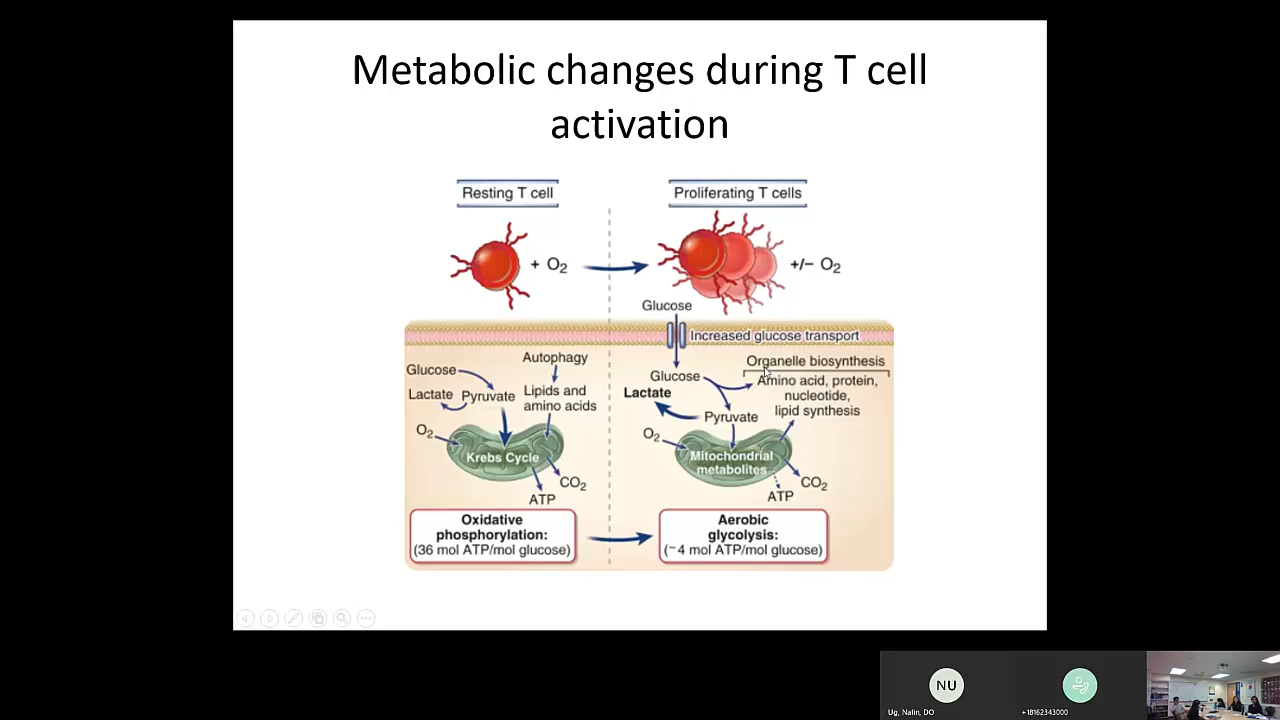 Metabolic changes during T cell
activation
Resting T cell
Proliferating T cells
+ O2
+/− O2
Glucose
Increased glucose transport
Autophagy
Glucose
Lactate
Pyruvate
Lipids and
amino acids
O2
Krebs Cycle
CO2
ATP
Oxidative
phosphorylation:
(36 mol ATP/mol glucose)
Organelle biosynthesis
Glucose
Amino acid, protein,
nucleotide,
lipid synthesis
Lactate
Pyruvate
O2
Mitochondrial
metabolites
CO2
ATP
Aerobic
glycolysis:
(~4 mol ATP/mol glucose)
NU
Ug, Nalin, DO
+18162343000